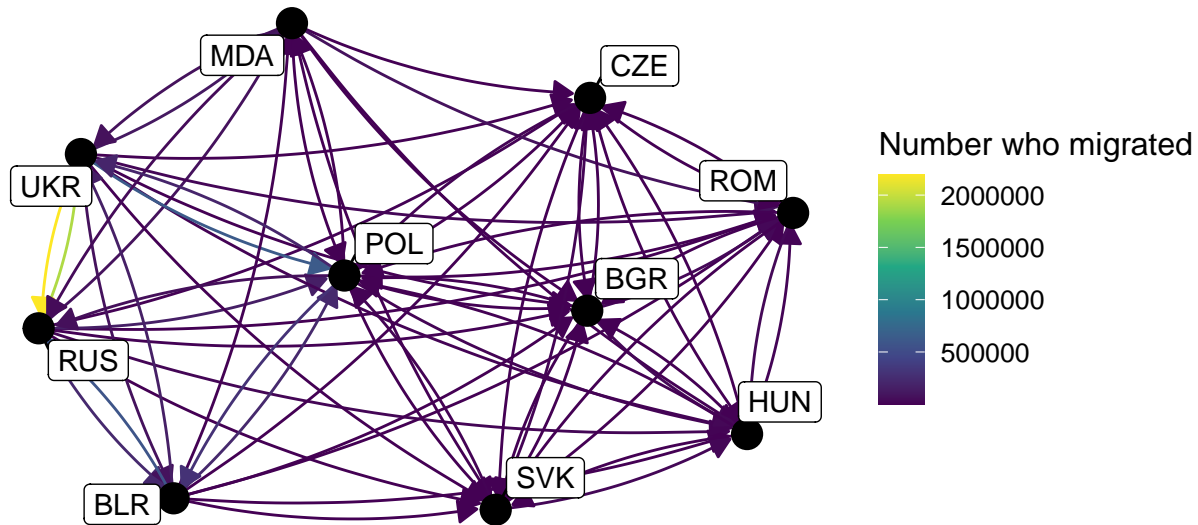 MDA
CZE
Number who migrated
UKR
ROM
2000000
POL
1500000
BGR
1000000
RUS
500000
HUN
SVK
BLR